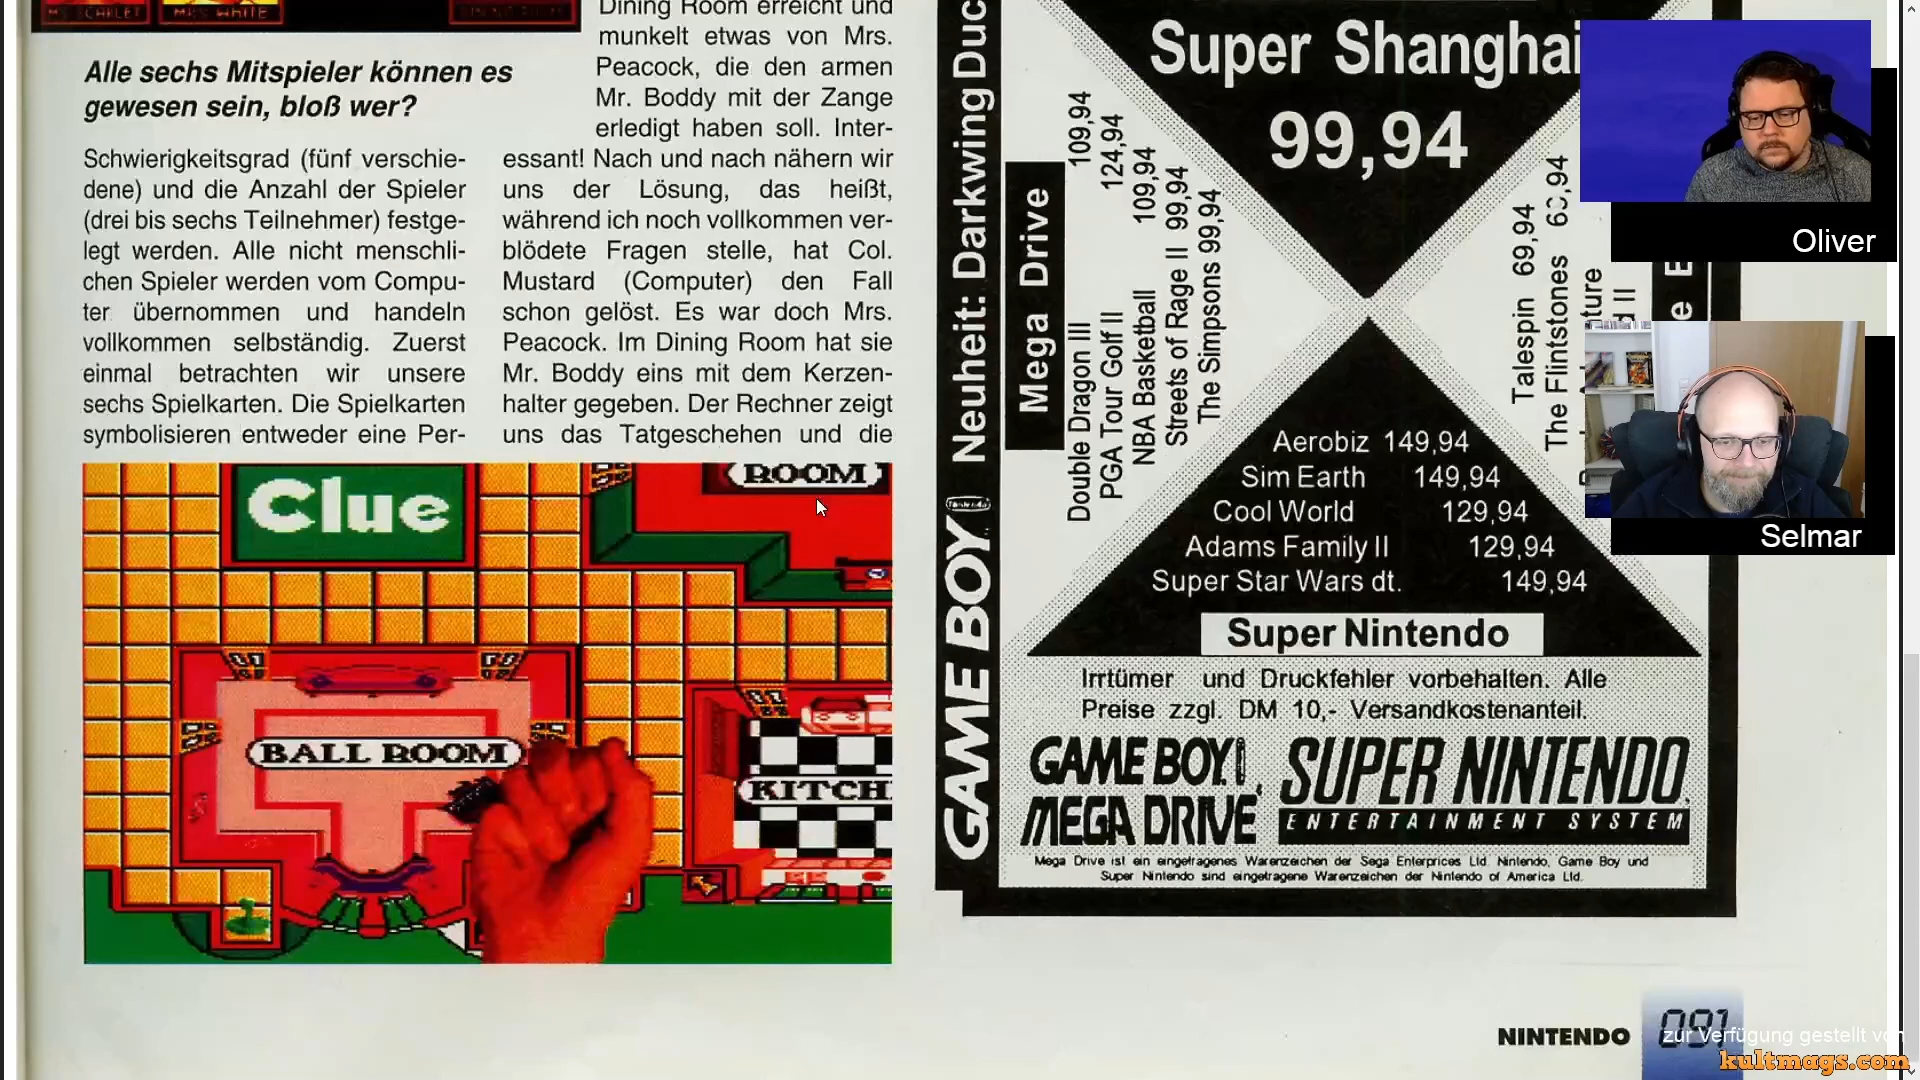 MRS WHITE
Dining Room erreicht und
munkelt etwas von Mrs.
Peacock, die den armen
Mr. Boddy mit der Zange
erledigt haben soll. Inter-
Alle sechs Mitspieler können es
gewesen sein, bloß wer?
Schwierigkeitsgrad (fünf verschie-
dene) und die Anzahl der Spieler
(drei bis sechs Teilnehmer) festge-
legt werden. Alle nicht menschli-
chen Spieler werden vom Compu-
ter übernommen und handeln
vollkommen selbständig. Zuerst
einmal betrachten wir unsere
sechs Spielkarten. Die Spielkarten
symbolisieren entweder eine Per-
essant! Nach und nach nähern wir
uns der Lösung, das heißt,
während ich noch vollkommen ver-
blödete Fragen stelle, hat Col.
Mustard (Computer) den Fall
schon gelöst. Es war doch Mrs.
Peacock. Im Dining Room hat sie
Mr. Boddy eins mit dem Kerzen-
halter gegeben. Der Rechner zeigt
uns das Tatgeschehen und die
Clue
ROOM
BALL ROOM
KITCH
GAME BOY Neuheit: Darkwing Duc
Super Shanghai
99,94
Mega Drive
Double Dragon III 109,94
PGA Tour Golf II 124,94
NBA Basketball 109,94
Streets of Rage II 99,94
The Simpsons 99,94
Talespin 69,94
The Flintstones
Aerobiz 149,94
Sim Earth 149,94
Cool World 129,94
Adams Family II 129,94
Super Star Wars dt. 149,94
Super Nintendo
Irrtümer und Druckfehler vorbehalten. Alle
Preise zzgl. DM 10,- Versandkostenanteil.
GAME BOY
MEGA DRIVE
SUPER NINTENDO
ENTERTAINMENT SYSTEM
Mega Drive ist ein eingetragenes Warenzeichen der Sega Enterprices Ltd. Nintendo, Game Boy und
Super Nintendo sind eingetragene Warenzeichen der Nintendo of America Ltd.
Oliver
Selmar
NINTENDO 091
zur Verfügung gestellt von
kultmags.com